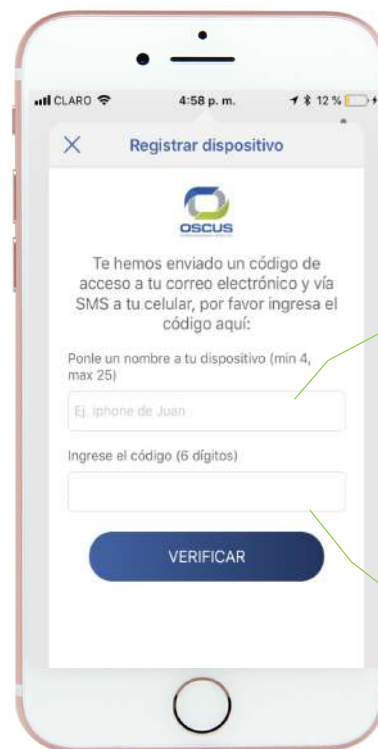 CLARO 4:58 p. m. 12 %
Registrar dispositivo
OSCUS
Te hemos enviado un código de
acceso a tu correo electrónico y vía
SMS a tu celular, por favor ingresa el
código aquí:
Ponle un nombre a tu dispositivo (min 4,
max 25)
Ej. iphone de Juan
Ingrese el código (6 dígitos)
VERIFICAR